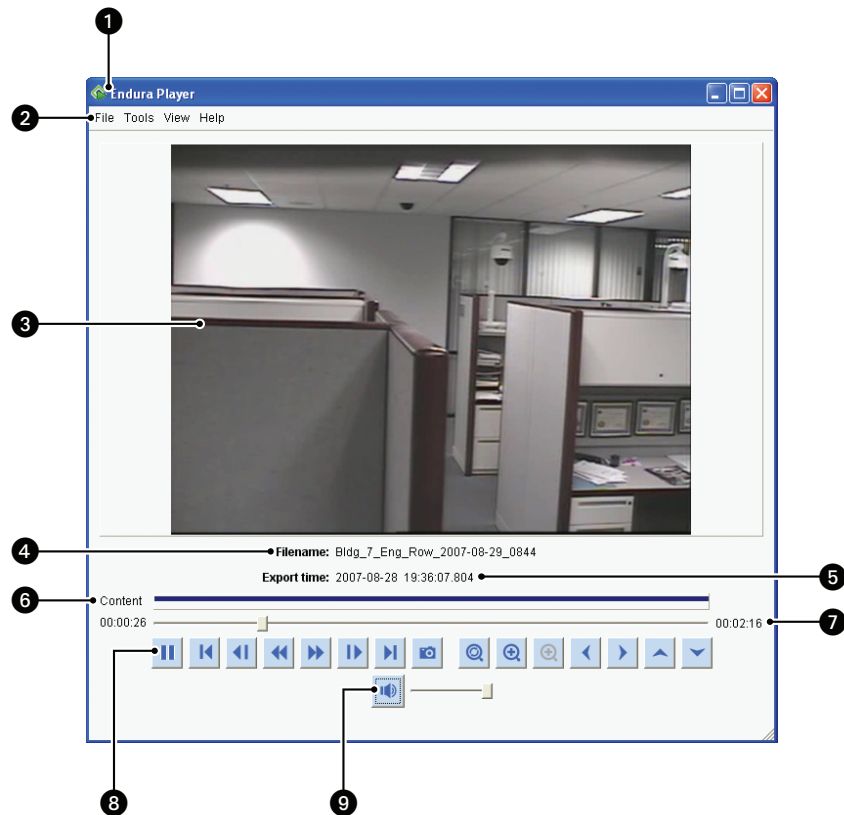 1
Endura Player
2
File Tools View Help
3
4
Filename: Bldg_7_Eng_Row_2007-08-29_0844
Export time: 2007-08-28 19:36:07.804
5
6
Content
00:00:26
00:02:16
7
8
9